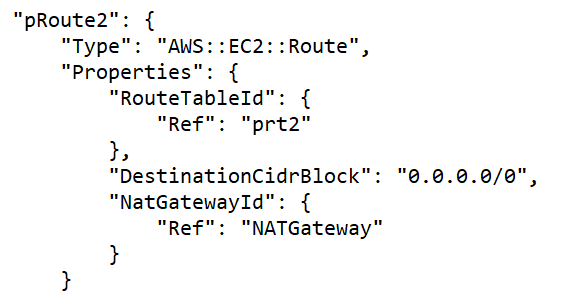 "pRoute2": {
    "Type": "AWS::EC2::Route",
    "Properties": {
        "RouteTableId": {
            "Ref": "prt2"
        },
        "DestinationCidrBlock": "0.0.0.0/0",
        "NatGatewayId": {
            "Ref": "NATGateway"
        }
    }